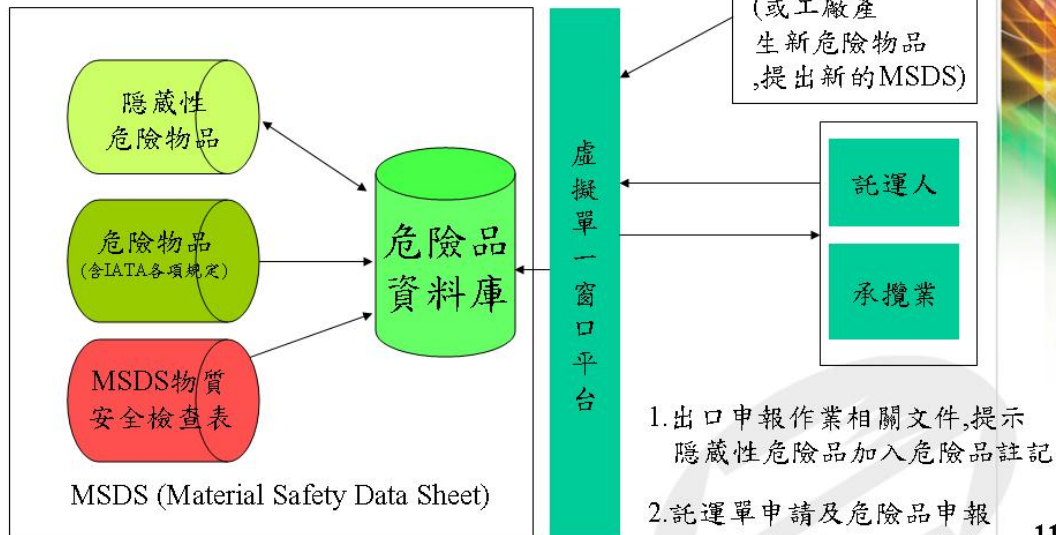 (或工廠產
生新危險物品
,提出新的MSDS)
隱蔵性
危險物品
危險物品
(含IATA各項規定)
MSDS物質
安全檢查表
MSDS (Material Safety Data Sheet)
危險品
資料庫
虛擬單一窗口平台
託運人
承攬業
1.出口申報作業相關文件,提示
隱蔵性危險品加入危險品註記
2.託運單申請及危險品申報
11